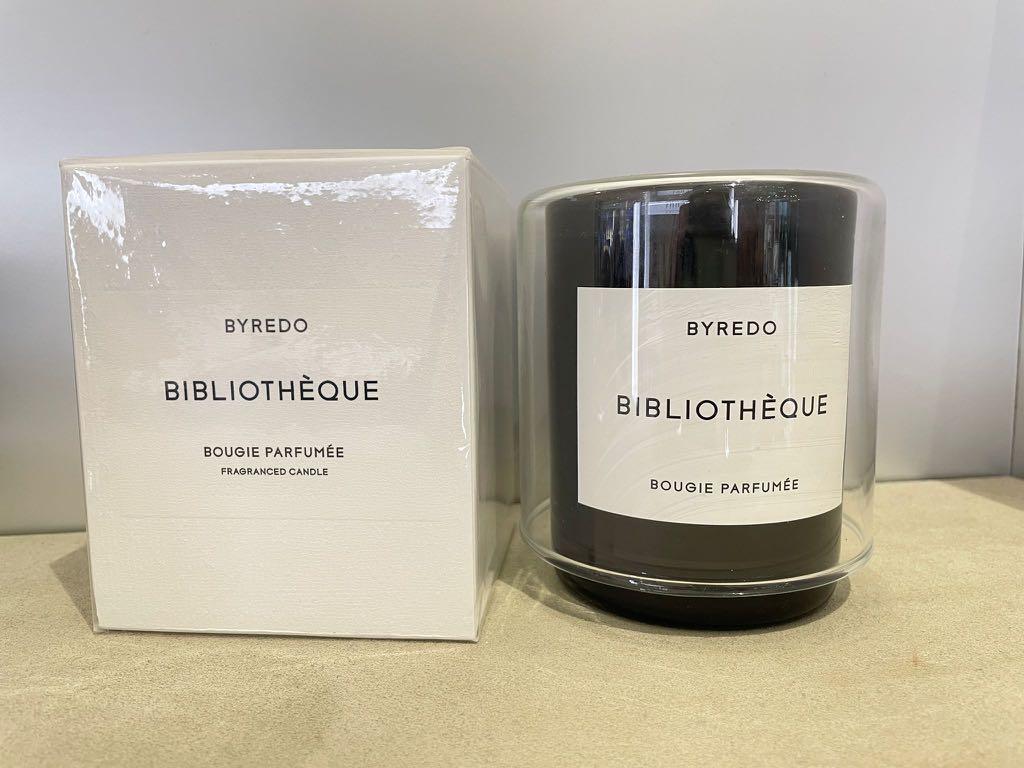 BYREDO
BIBLIOTHÈQUE
BOUGIE PARFUMÉE
FRAGRANCED CANDLE
BYREDO
BIBLIOTHÈQUE
BOUGIE PARFUMÉE